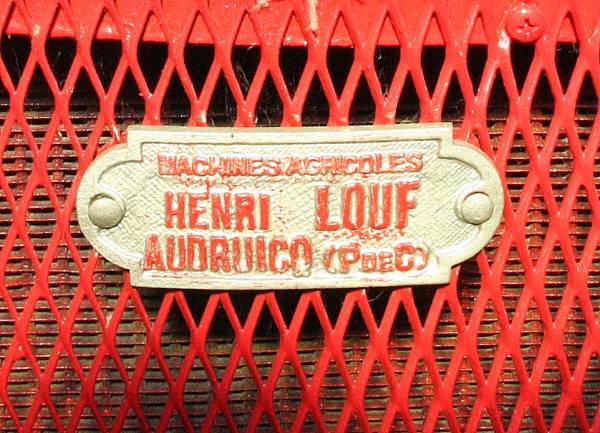 MACHINES AGRICOLES
HENRI LOUF
AUDRUICQ (P DE C)